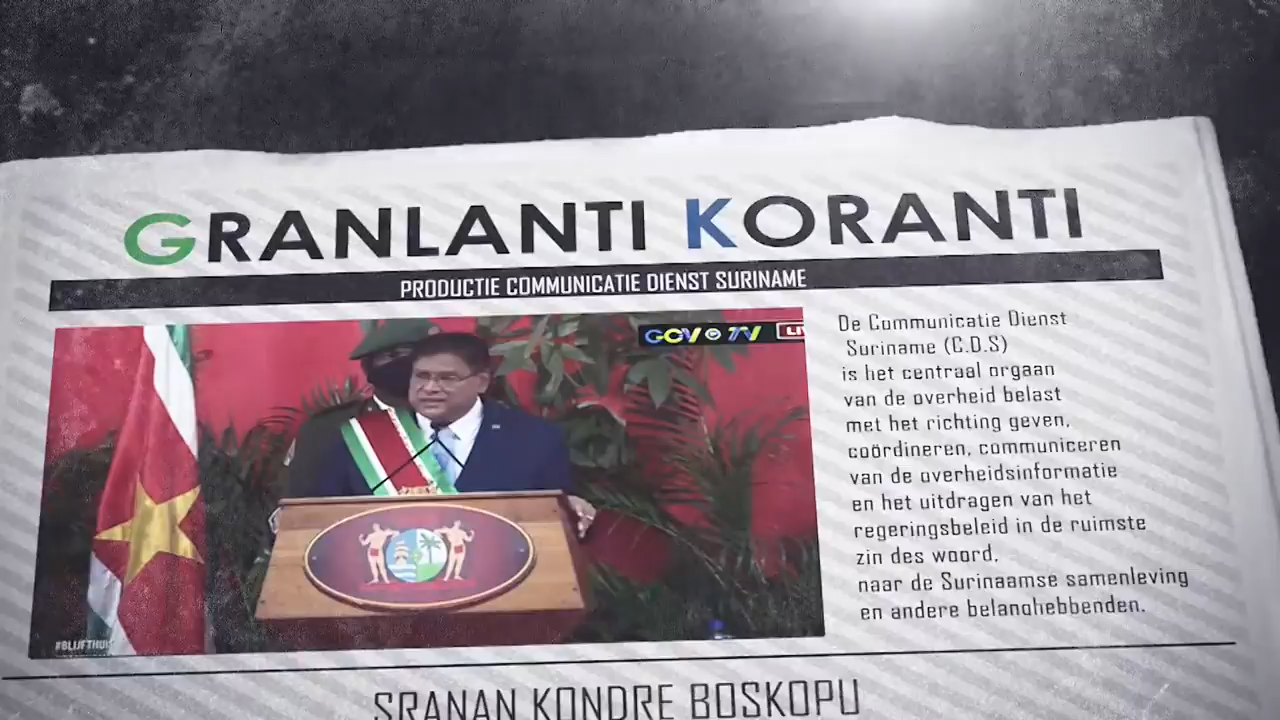 GRANLANTI KORANTI
PRODUCTIE COMMUNICATIE DIENST SURINAME
GOV TV LIV
De Communicatie Dienst
Suriname (C.D.S)
is het centraal orgaan
van de overheid belast
met het richting geven,
coördineren, communiceren
van de overheidsinformatie
en het uitdragen van het
regeringsbeleid in de ruimste
zin des woord,
naar de Surinaamse samenleving
en andere belanghebbenden.
#BLIJFTHUIS
SRANAN KONDRE BOSKOPU